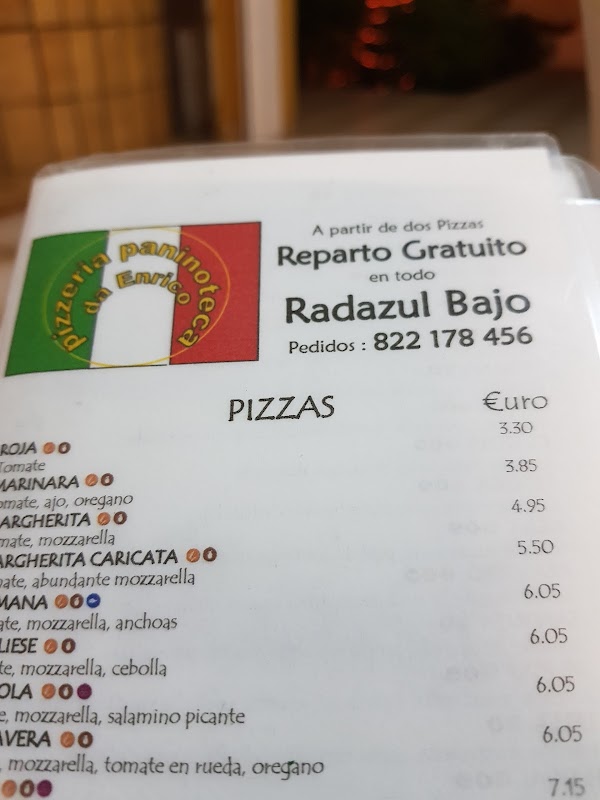 pizzeria paninoteca
da Enrico
A partir de dos Pizzas
Reparto Gratuito
en todo
Radazul Bajo
Pedidos : 822 178 456
PIZZAS €uro
ROJA 3.30
Tomate
MARINARA 3.85
omate, ajo, oregano
ARGHERITA 4.95
mate, mozzarella
ARGHERITA CARICATA 5.50
ate, abundante mozzarella
MANA 6.05
ate, mozzarella, anchoas
LIESE 6.05
te, mozzarella, cebolla
OLA 6.05
e, mozzarella, salamino picante
AVERA 6.05
, mozzarella, tomate en rueda, oregano
7.15